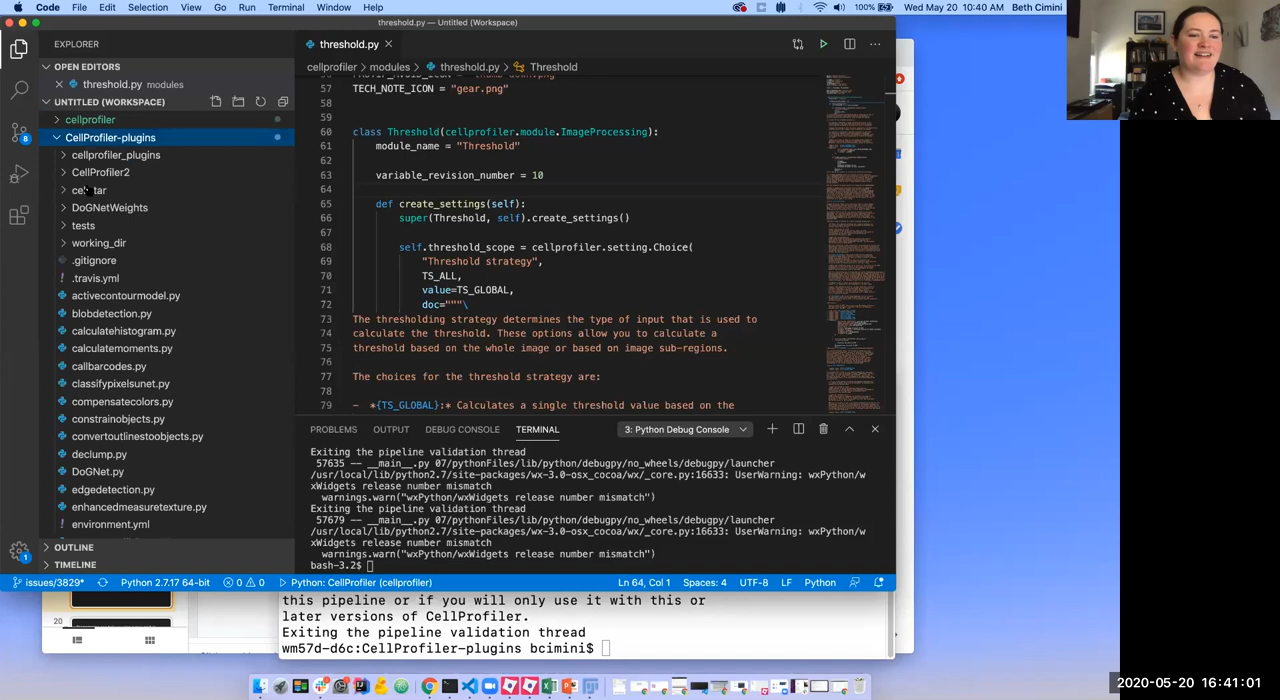 Code File Edit Selection View Go Run Terminal Window Help 100% Wed May 20 10:40 AM Beth Cimini
threshold.py — Untitled (Workspace)
EXPLORER
OPEN EDITORS
threshold.py modules
UNTITLED (WORKSPACE)
cellprofiler
CellProfiler-plugins
cellprofiler_plugins
CellProfiler2
DoGNetWeights
tests
working_dir
.gitignore
.travis.yml
activecontourmodel.py
blobdetection.py
calculatehistogram.py
calculatemoments.py
callbarcodes.py
classifypixelsunet.py
compensatecolors.py
constrainobjects.py
convertoutlinestoobjects.py
declump.py
DoGNet.py
edgedetection.py
enhancedmeasuretexture.py
environment.yml
OUTLINE
TIMELINE
8
1
threshold.py
cellprofiler > modules > threshold.py > Threshold
57 TECH_NOTE_ICON = "gear.png"
58
59
60 class Threshold(cellprofiler.module.ImageProcessing):
61 module_name = "Threshold"
62
63 variable_revision_number = 10
64
65 def create_settings(self):
66 super(Threshold, self).create_settings()
67
68 self.threshold_scope = cellprofiler.setting.Choice(
69 "Threshold strategy",
70 TS_ALL,
71 value=TS_GLOBAL,
72 doc="""\
73 The thresholding strategy determines the type of input that is used to
74 calculate the threshold. These options allow you to calculate a
75 threshold based on the whole image or based on image sub-regions.
76
77 The choices for the threshold strategy are:
78
79 - *{TS_GLOBAL}:* Calculates a single threshold value based on the
PROBLEMS OUTPUT DEBUG CONSOLE TERMINAL 3: Python Debug Console
Exiting the pipeline validation thread
57635 -- __main__.py 07/pythonFiles/lib/python/debugpy/no_wheels/debugpy/launcher
/usr/local/lib/python2.7/site-packages/wx-3.0-osx_cocoa/wx/_core.py:16633: UserWarning: wxPython/w
xWidgets release number mismatch
warnings.warn("wxPython/wxWidgets release number mismatch")
Exiting the pipeline validation thread
57679 -- __main__.py 07/pythonFiles/lib/python/debugpy/no_wheels/debugpy/launcher
/usr/local/lib/python2.7/site-packages/wx-3.0-osx_cocoa/wx/_core.py:16633: UserWarning: wxPython/w
xWidgets release number mismatch
warnings.warn("wxPython/wxWidgets release number mismatch")
bash-3.2$
issues/3829* Python 2.7.17 64-bit 0 0 Python: CellProfiler (cellprofiler) Ln 64, Col 1 Spaces: 4 UTF-8 LF Python
20
this pipeline or if you will only use it with this or
later versions of CellProfiler.
Exiting the pipeline validation thread
wm57d-d6c:CellProfiler-plugins bcimini$
2020-05-20 16:41:01